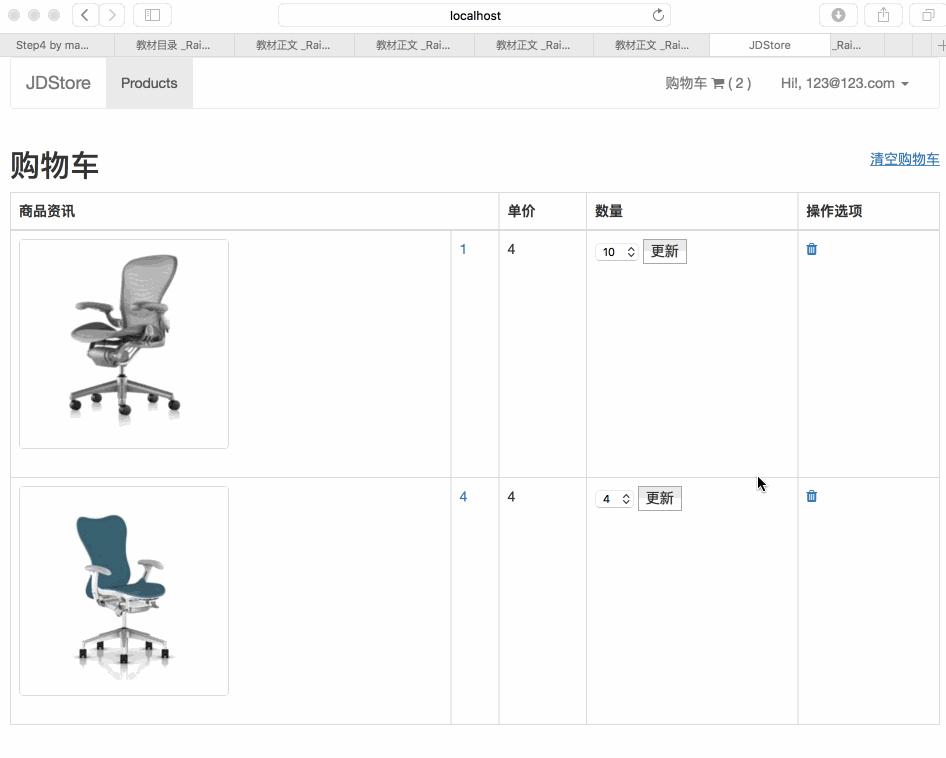 localhost
Step4 by ma...
教材目录 _Rai...
教材正文 _Rai...
教材正文 _Rai...
教材正文 _Rai...
教材正文 _Rai...
JDStore
_Rai...
JDStore Products 购物车 ( 2 ) Hi!, 123@123.com
购物车 清空购物车
商品资讯 单价 数量 操作选项
1 4 10 更新
4 4 4 更新